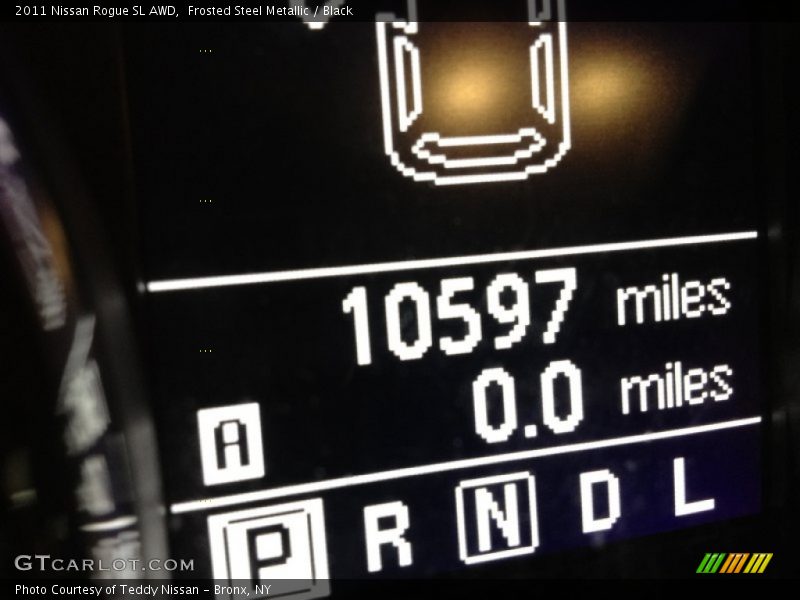 2011 Nissan Rogue SL AWD,  Frosted Steel Metallic / Black
10597 miles
A 0.0 miles
P R N D L
GTCARLOT.COM
Photo Courtesy of Teddy Nissan - Bronx, NY